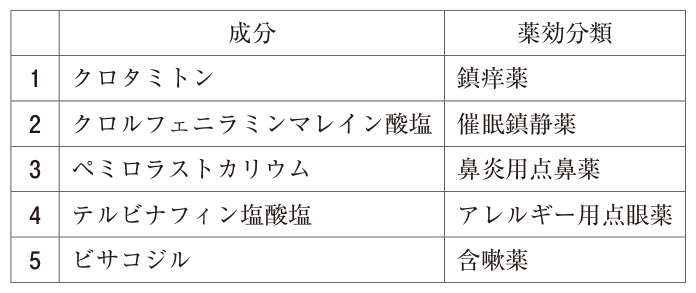 成分 薬効分類
1 クロタミトン 鎮痒薬
2 クロルフェニラミンマレイン酸塩 催眠鎮静薬
3 ペミロラストカリウム 鼻炎用点鼻薬
4 テルビナフィン塩酸塩 アレルギー用点眼薬
5 ビサコジル 含嗽薬